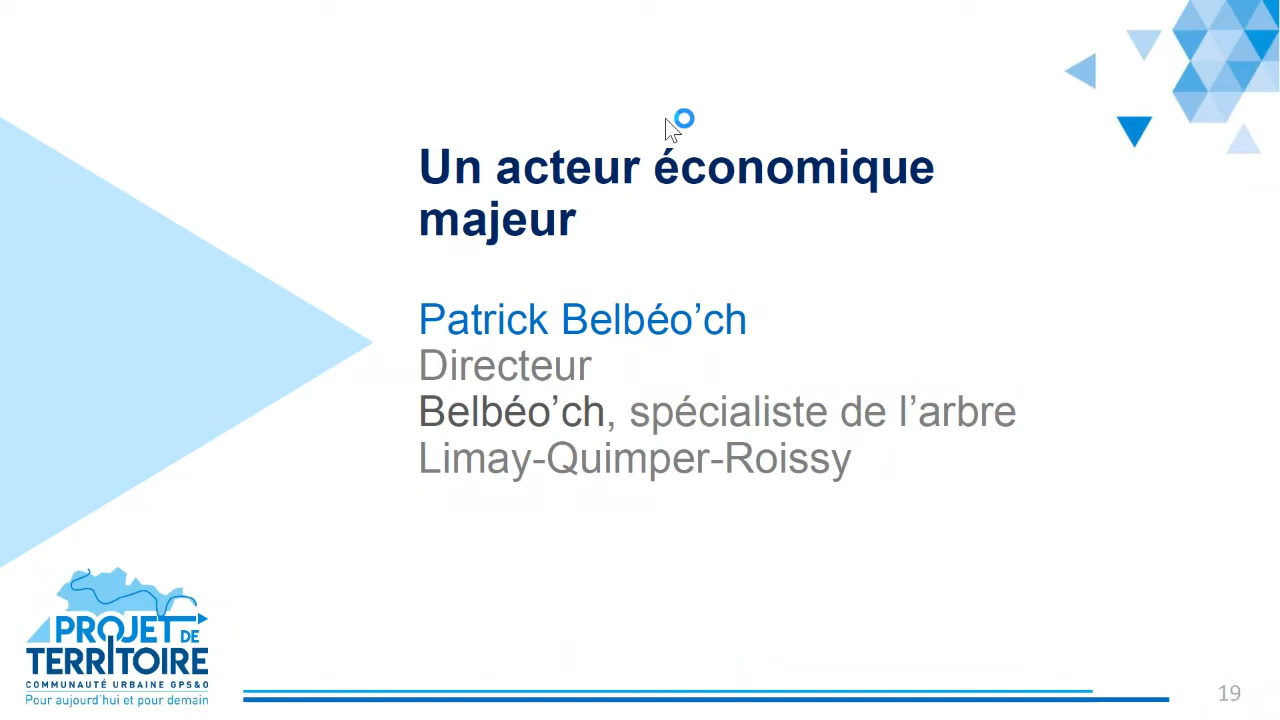 Un acteur économique
majeur
Patrick Belbéo’ch
Directeur
Belbéo’ch, spécialiste de l’arbre
Limay-Quimper-Roissy
PROJET DE
TERRITOIRE
COMMUNAUTÉ URBAINE GPS&O
Pour aujourd'hui et pour demain
19